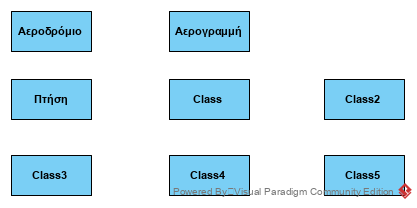 Αεροδρόμιο
Αερογραμμή
Πτήση
Class
Class2
Class3
Class4
Class5
Powered By Visual Paradigm Community Edition